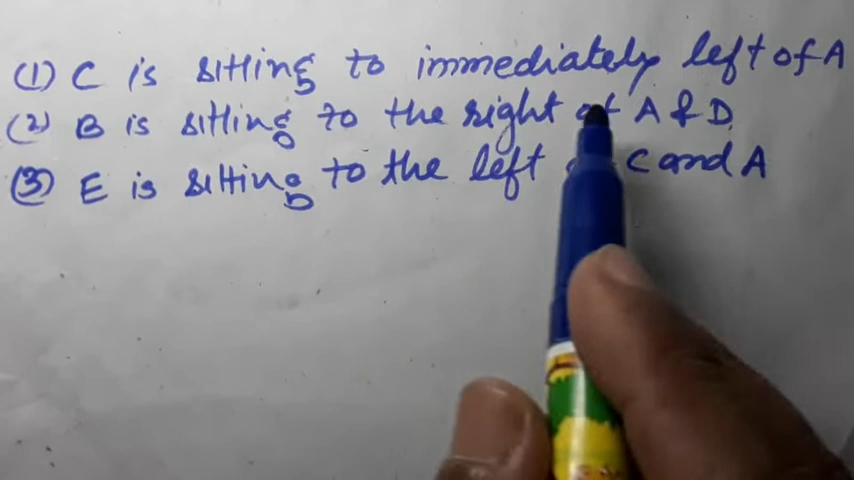 (1) C is sitting to immediately left of A
(2) B is sitting to the right of A & D
(3) E is sitting to the left C and A